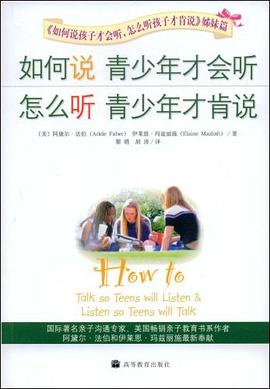 《如何说孩子才会听,怎么听孩子才肯说》姊妹篇
如何说 青少年才会听
怎么听 青少年才肯说
[美] 阿黛尔·法伯 (Adele Faber) 伊莱恩·玛兹丽施 (Elaine Mazlish) 著
黎晴 胡涛 / 译
How to
Talk so Teens will Listen &
Listen so Teens will Talk
国际著名亲子沟通专家、美国畅销亲子教育书系作者
阿黛尔·法伯和伊莱恩·玛兹丽施最新奉献
高等教育出版社